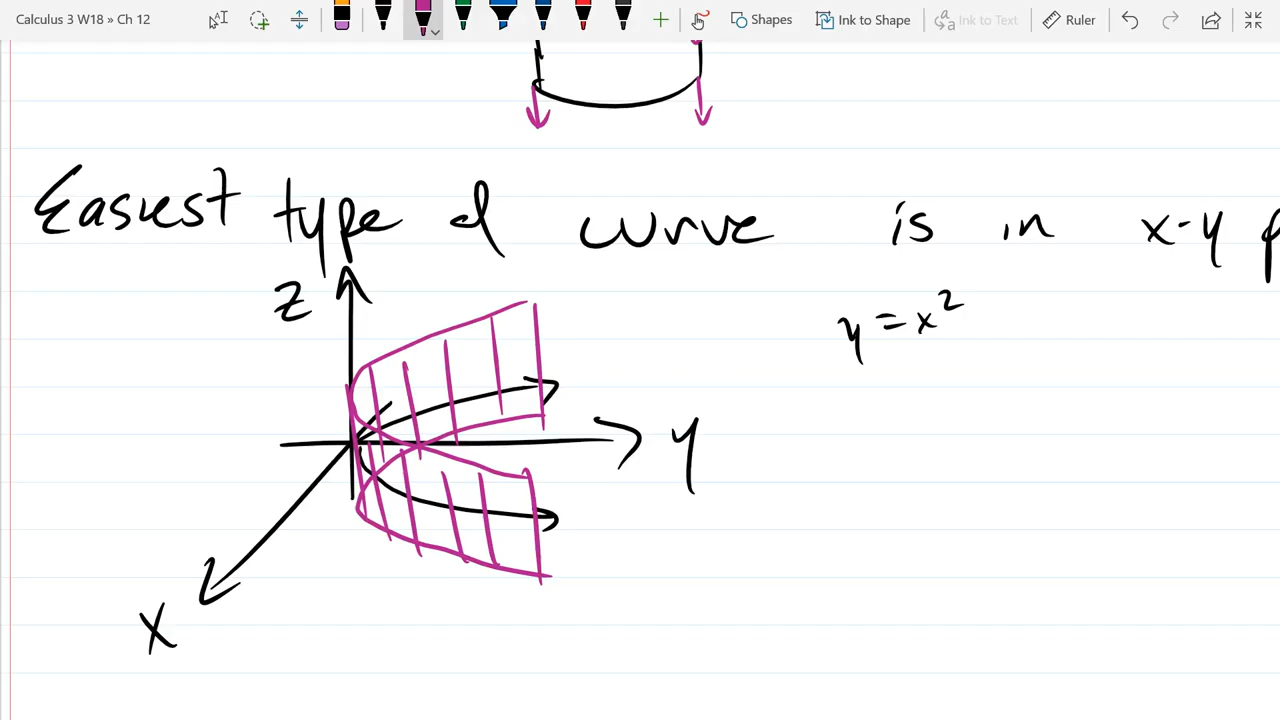 Calculus 3 W18 » Ch 12
Shapes
Ink to Shape
Ink to Text
Ruler
Easiest type of curve is in x-y p
y = x²
z
y
x